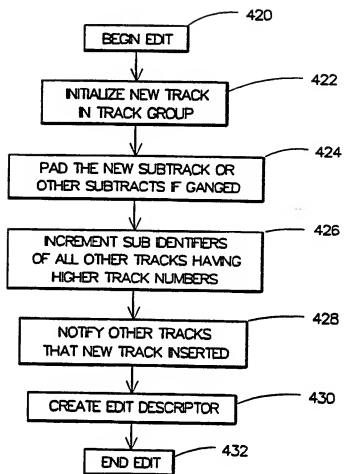 420
BEGIN EDIT
422
INITIALIZE NEW TRACK
IN TRACK GROUP
424
PAD THE NEW SUBTRACK OR
OTHER SUBTRACTS IF GANGED
426
INCREMENT SUB IDENTIFIERS
OF ALL OTHER TRACKS HAVING
HIGHER TRACK NUMBERS
428
NOTIFY OTHER TRACKS
THAT NEW TRACK INSERTED
430
CREATE EDIT DESCRIPTOR
432
END EDIT